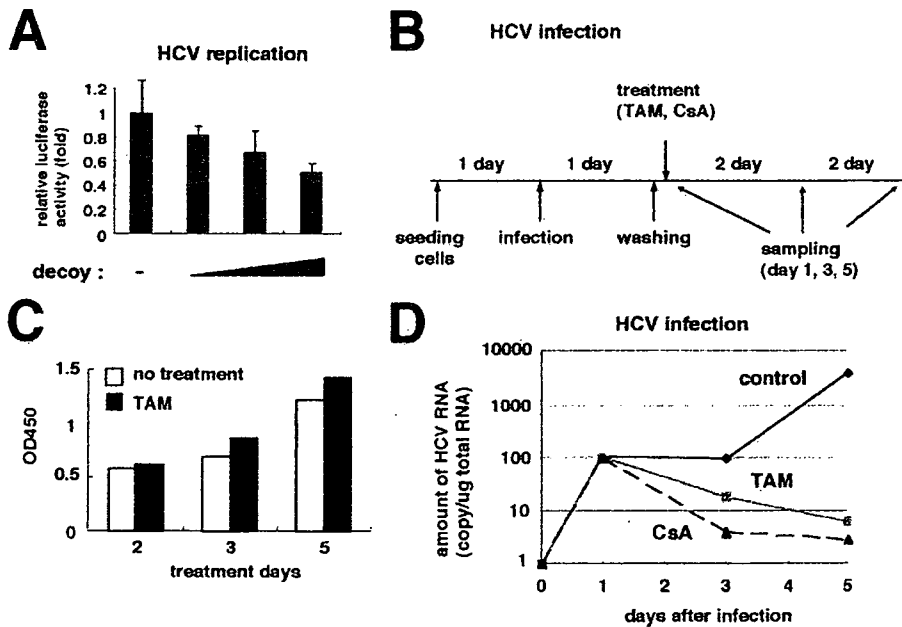 A
HCV replication
relative luciferase
activity (fold)
1.2
1
0.8
0.6
0.4
0.2
0
decoy :
-
B
HCV infection
treatment
(TAM, CsA)
1 day
1 day
2 day
2 day
seeding
cells
infection
washing
sampling
(day 1, 3, 5)
C
OD450
1.5
1
0.5
0
no treatment
TAM
2
3
5
treatment days
D
HCV infection
amount of HCV RNA
(copy/ug total RNA)
10000
1000
100
10
1
control
TAM
CsA
0
1
2
3
4
5
days after infection